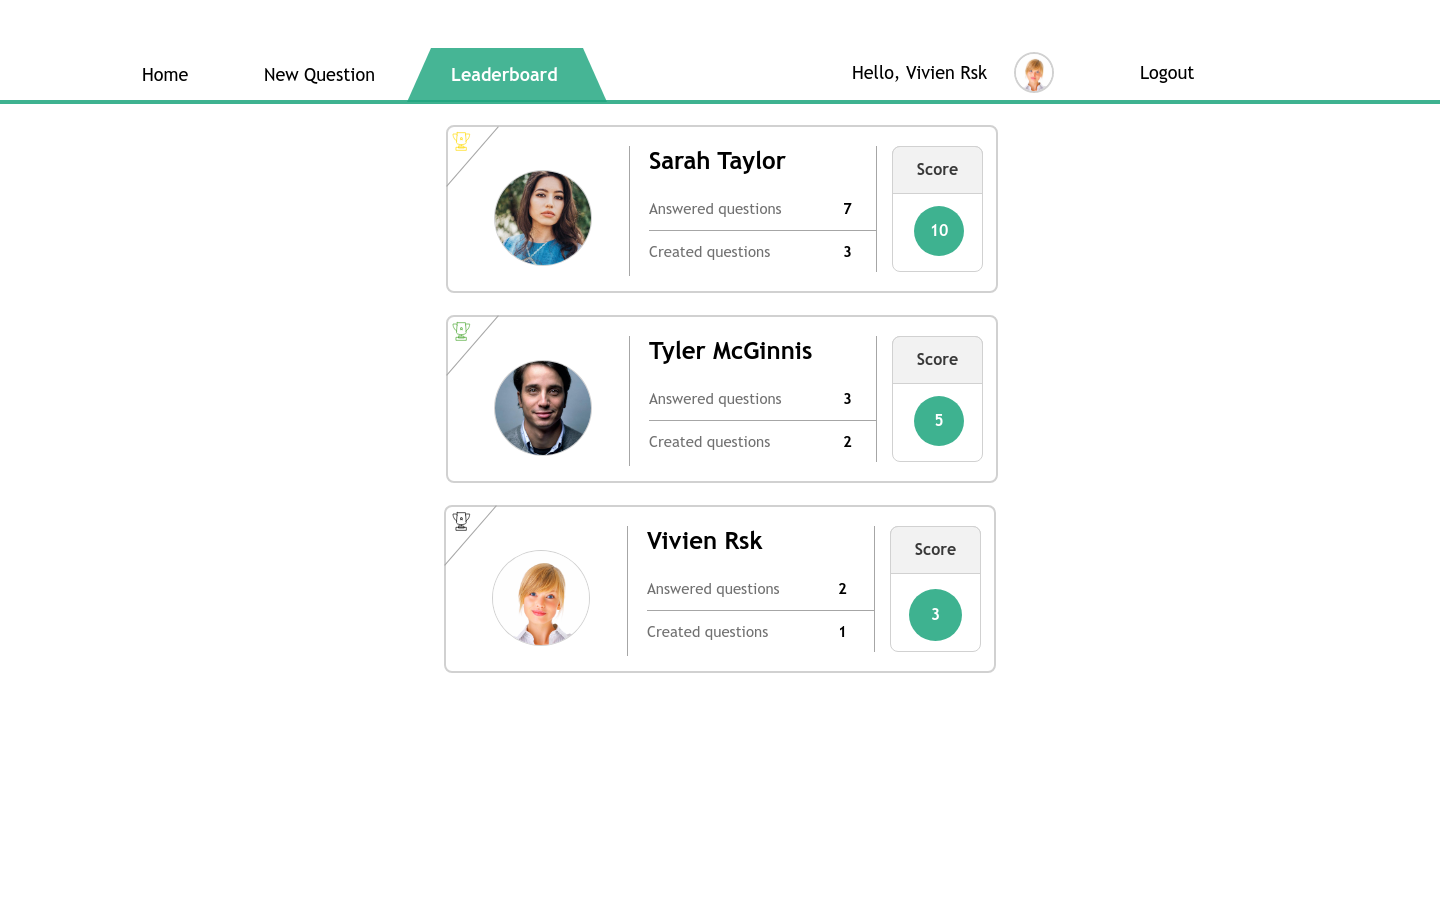 Home New Question Leaderboard Hello, Vivien Rsk Logout
Sarah Taylor
Answered questions 7
Created questions 3
Score
10
Tyler McGinnis
Answered questions 3
Created questions 2
Score
5
Vivien Rsk
Answered questions 2
Created questions 1
Score
3